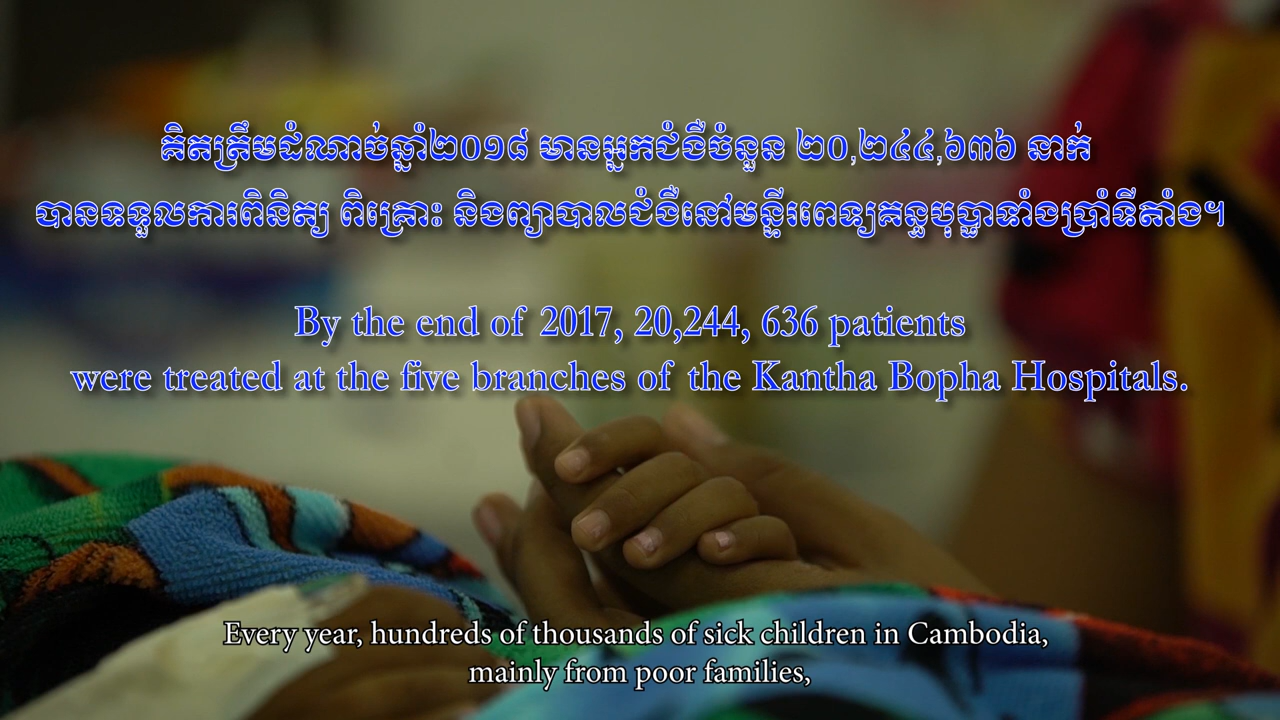 គិតត្រឹមដំណាច់ឆ្នាំ២០១៨ មានអ្នកជំងឺចំនួន ២០,២៤៤,៦៣៦ នាក់
បានទទួលការពិនិត្យ ពិគ្រោះ និងព្យាបាលជំងឺនៅមន្ទីរពេទ្យគន្ធបុប្ផាទាំងប្រាំទីតាំង។
By the end of 2017, 20,244, 636 patients
were treated at the five branches of the Kantha Bopha Hospitals.
Every year, hundreds of thousands of sick children in Cambodia,
mainly from poor families,